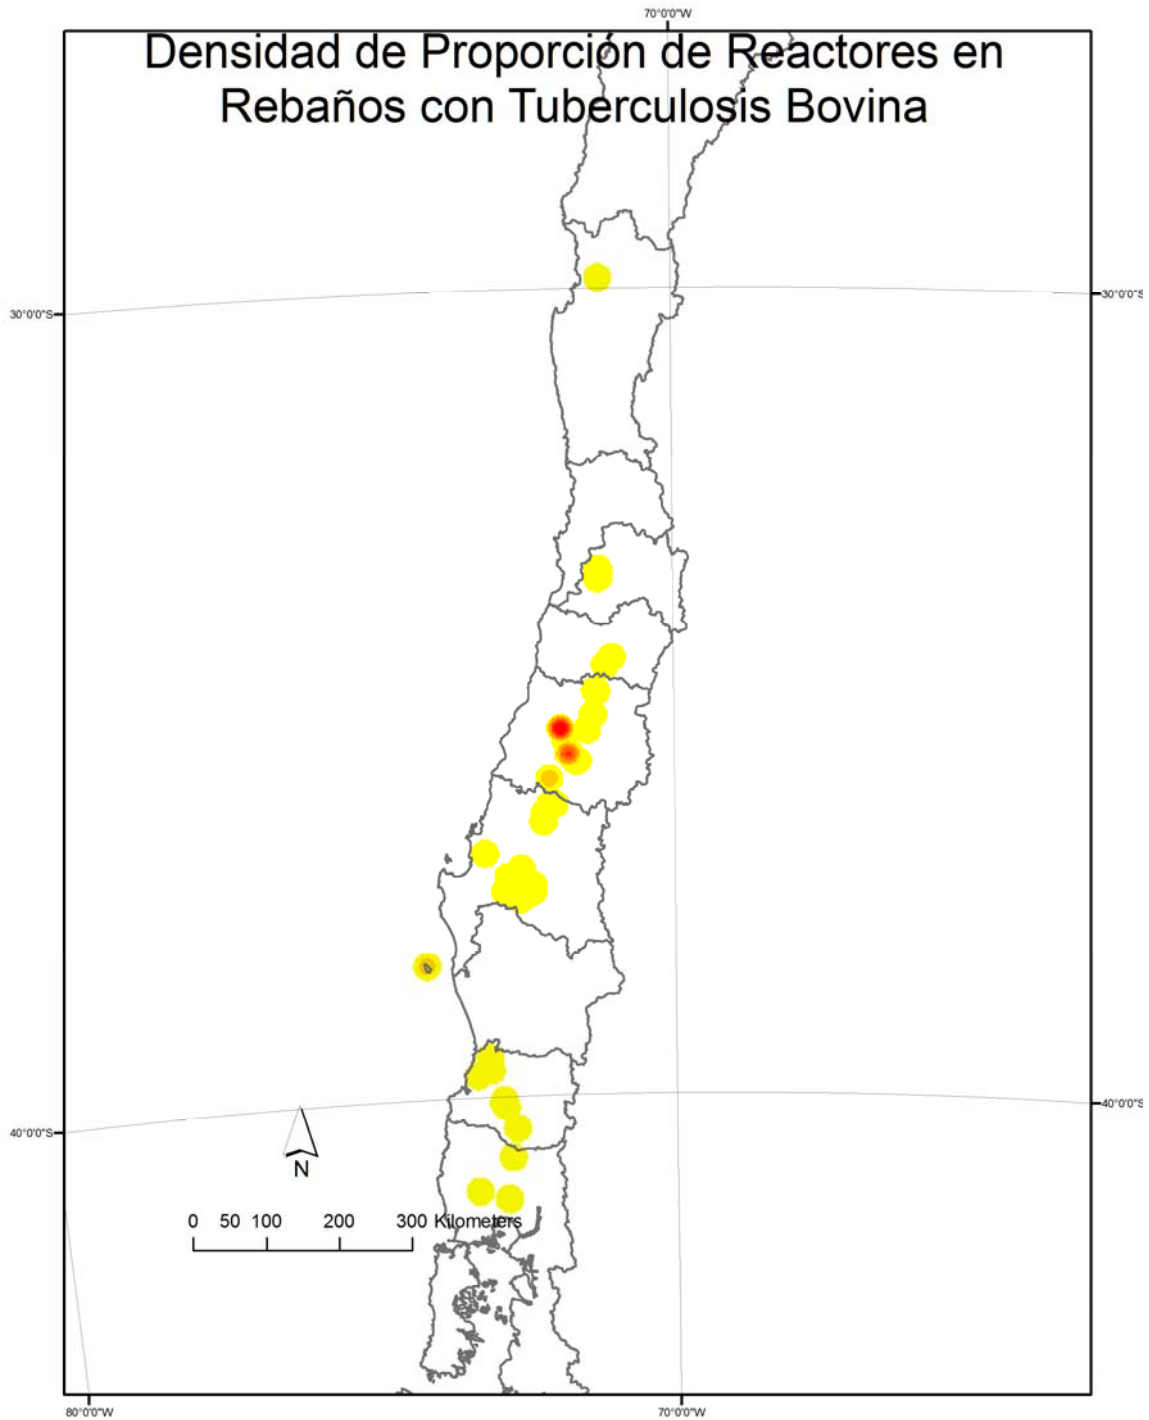 70°0'0"W
Densidad de Proporción de Reactores en
Rebaños con Tuberculosis Bovina
30°0'0"S
30°0'0"S
40°0'0"S
40°0'0"S
N
0 50 100 200 300 Kilometers
80°0'0"W
70°0'0"W